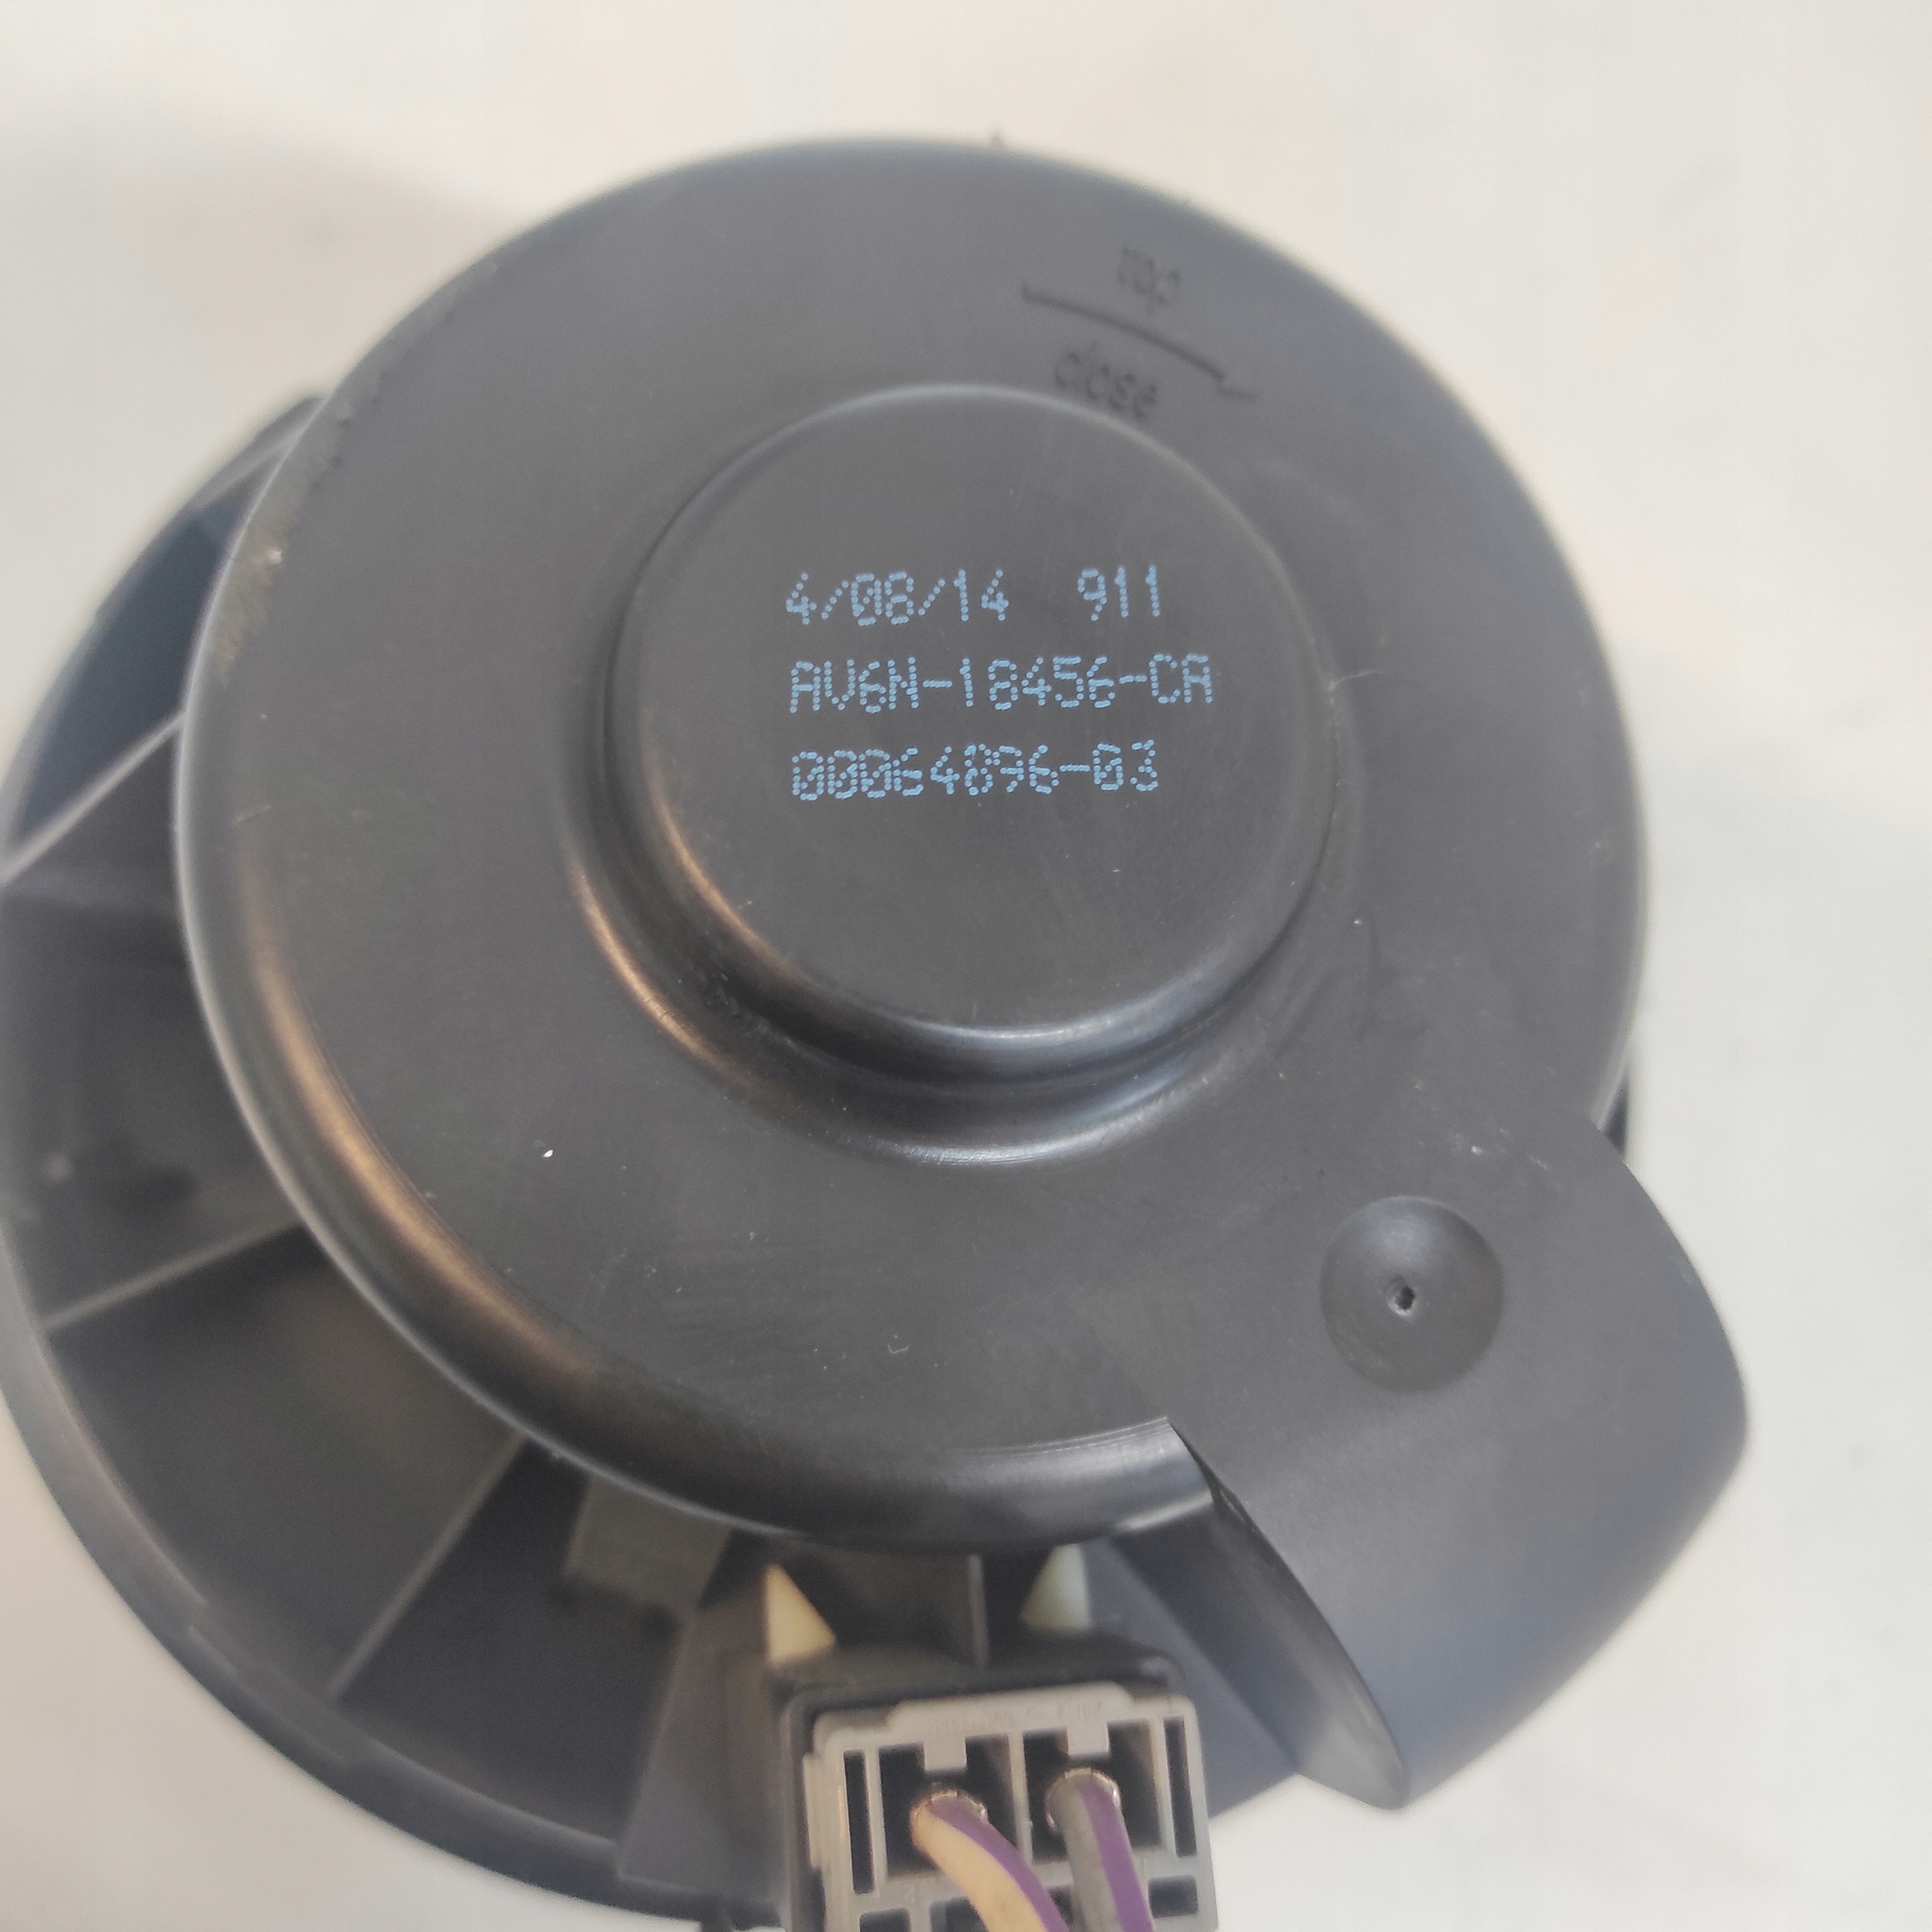 Top
close
4/08/14 911
AV6N-18456-CA
00064896-03